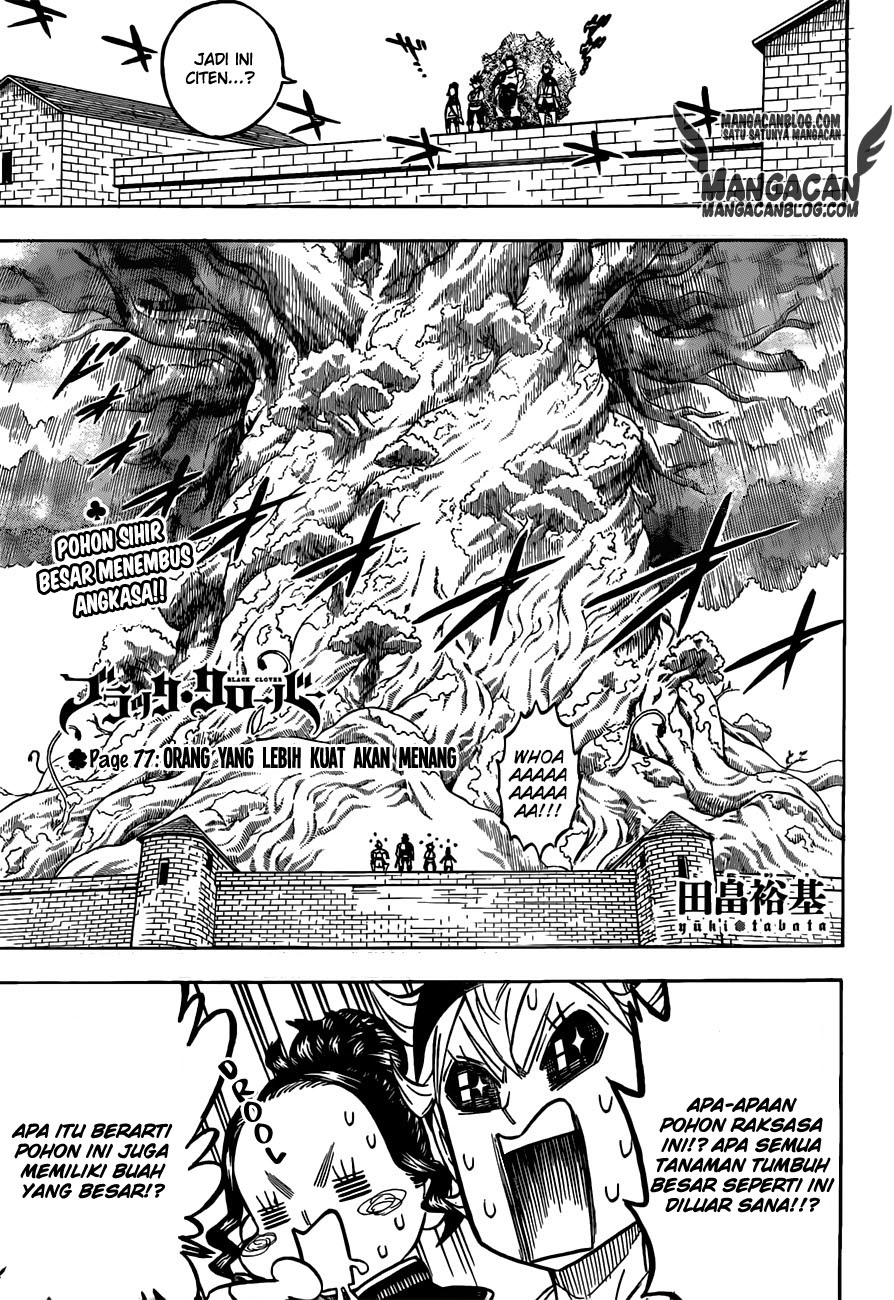 JADI INI
CITEN...?
MANGACANBLOG.COM
SATU SATUNYA MANGACAN
MANGACAN
MANGACANBLOG.COM
POHON SIHIR
BESAR MENEMBUS
ANGKASA!!
ブラッククローバー
BLACK CLOVER
Page 77: ORANG YANG LEBIH KUAT AKAN MENANG
WHOA
AAAAA
AAAAA
AA!!!
田畠裕基
yūki tabata
DROOL
APA-APAAN
POHON RAKSASA
INI!? APA SEMUA
TANAMAN TUMBUH
BESAR SEPERTI INI
DILUAR SANA!!?
APA ITU BERARTI
POHON INI JUGA
MEMILIKI BUAH
YANG BESAR!?